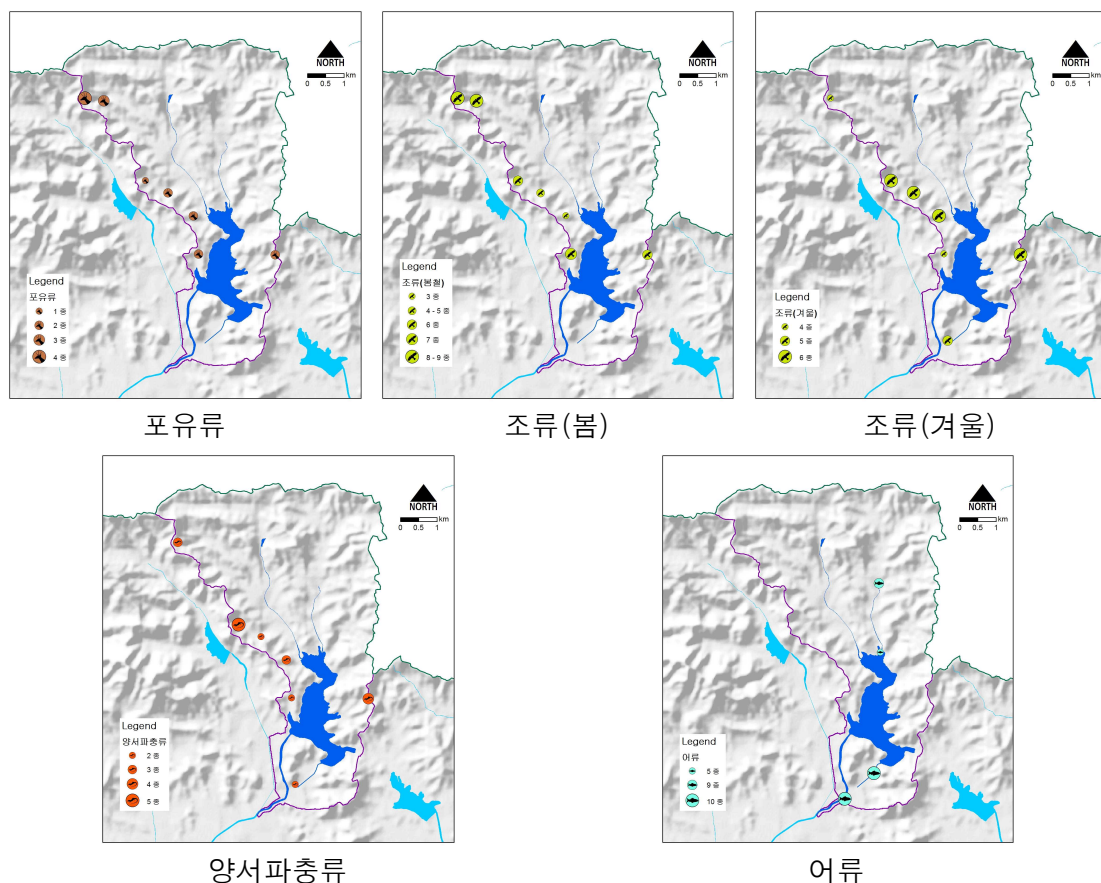 NORTH
0 0.5 1 km
Legend
포유류
1 종
2 종
3 종
4 종
포유류
NORTH
0 0.5 1 km
Legend
조류(봄철)
3 종
4 - 5 종
6 종
7 종
8 - 9 종
조류(봄)
NORTH
0 0.5 1 km
Legend
조류(겨울)
4 종
5 종
6 종
조류(겨울)
NORTH
0 0.5 1 km
Legend
양서파충류
2 종
3 종
4 종
5 종
양서파충류
NORTH
0 0.5 1 km
Legend
어류
5 종
9 종
10 종
어류